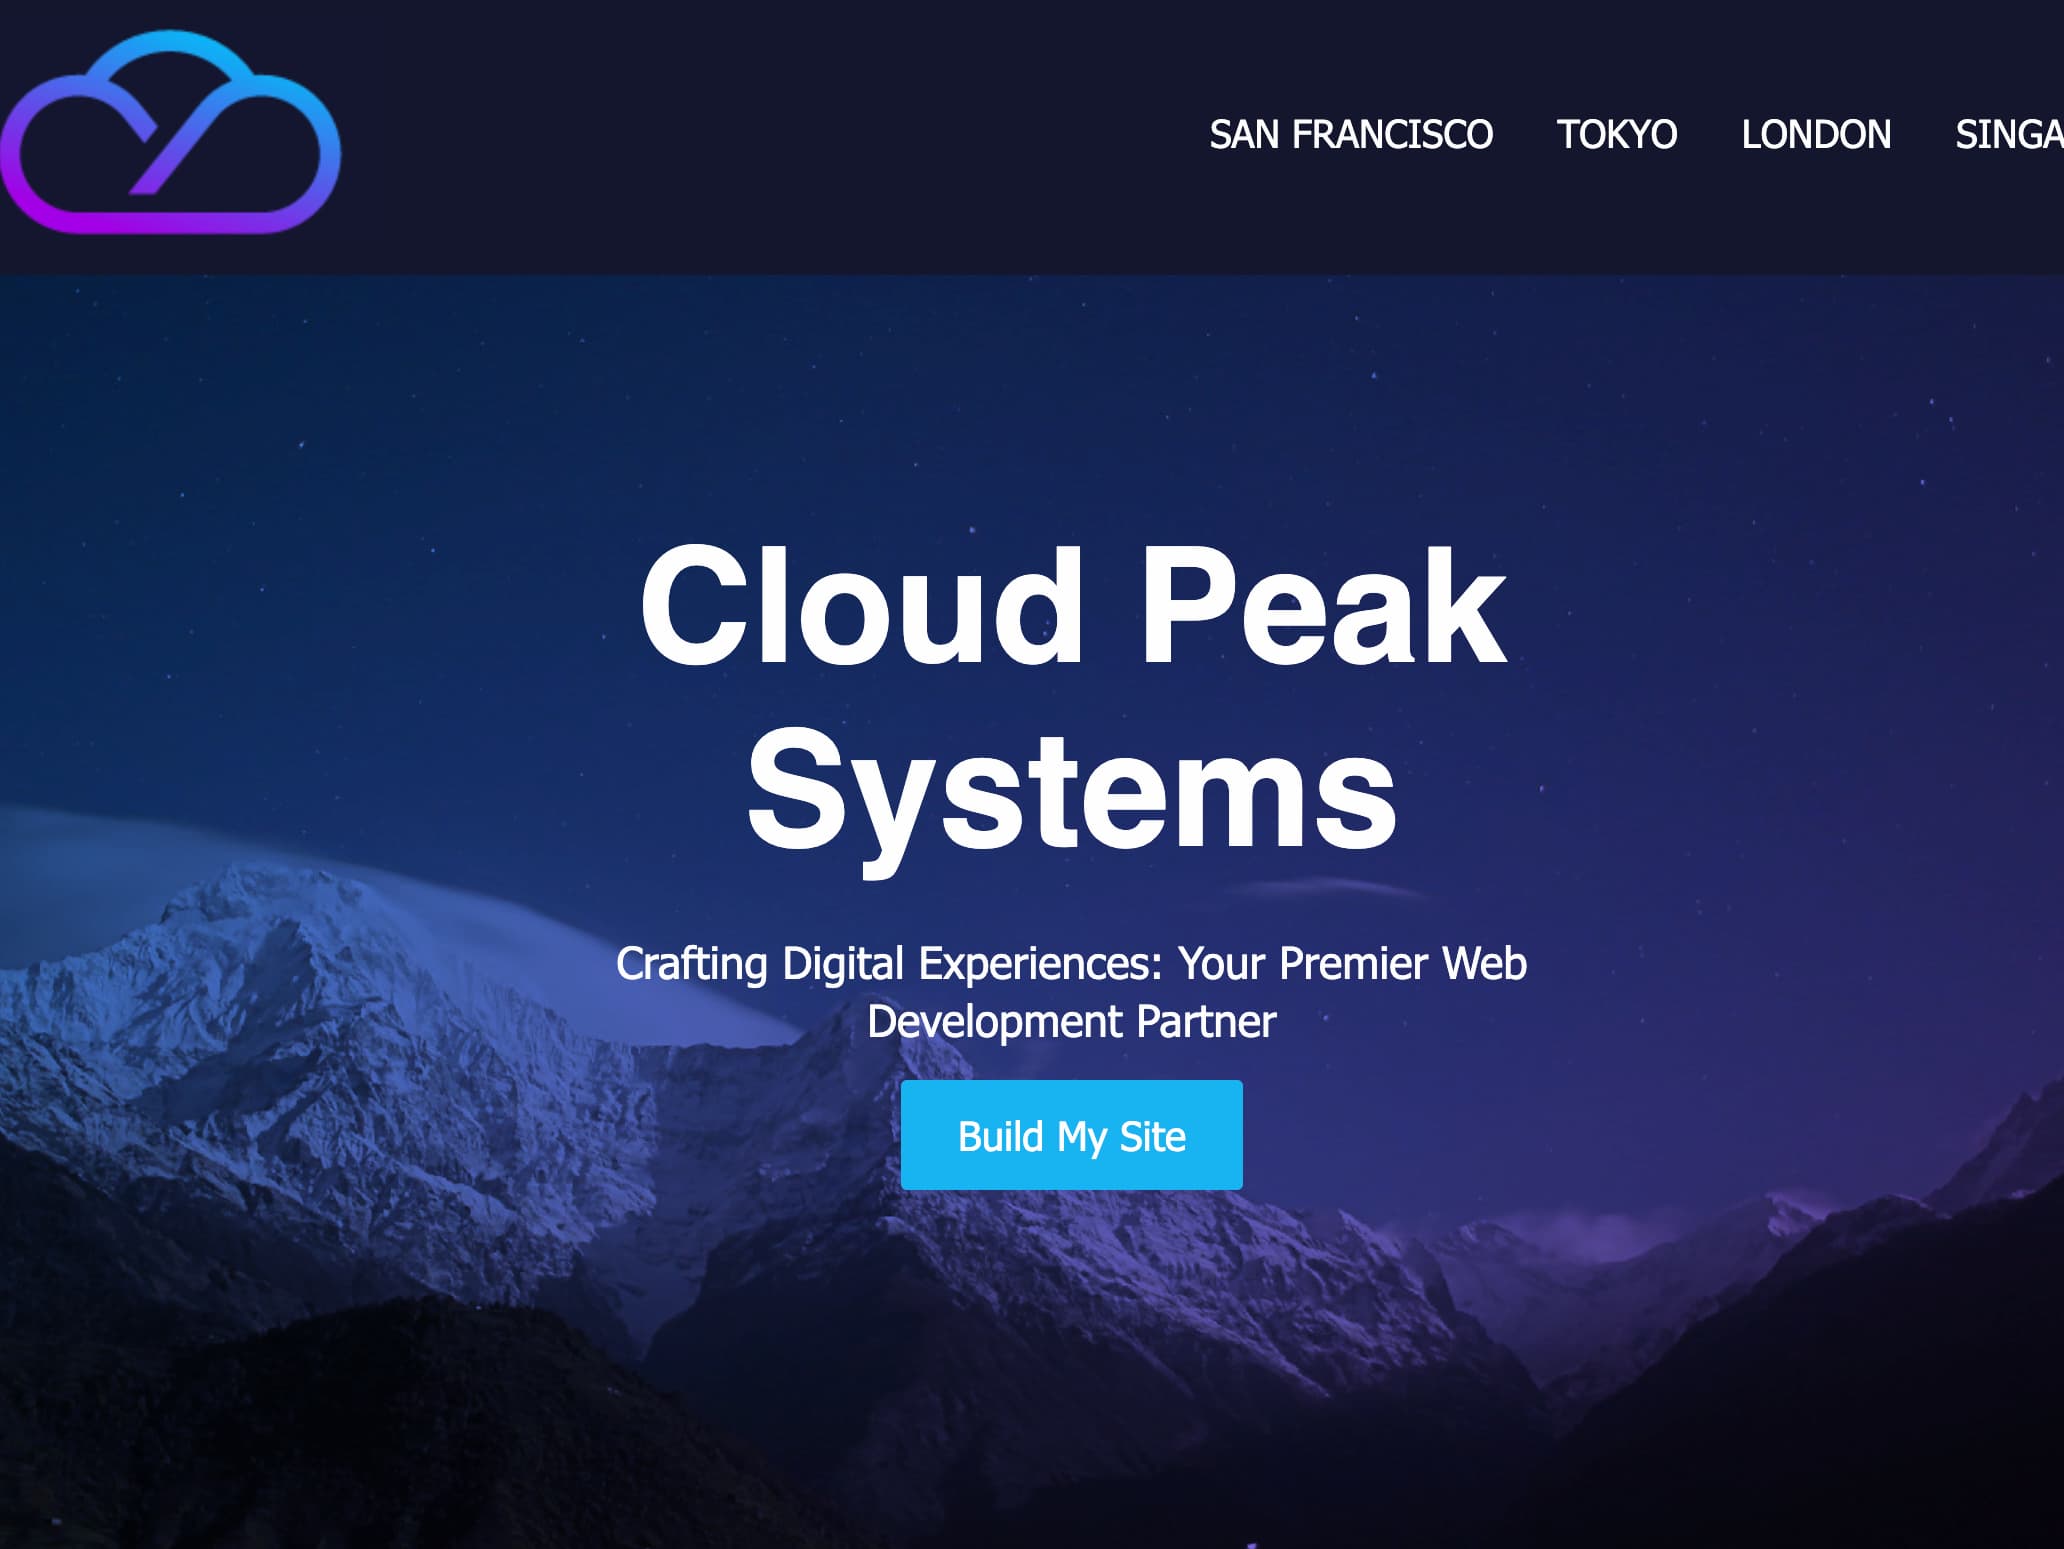 SAN FRANCISCO TOKYO LONDON SINGA
Cloud Peak
Systems
Crafting Digital Experiences: Your Premier Web
Development Partner
Build My Site